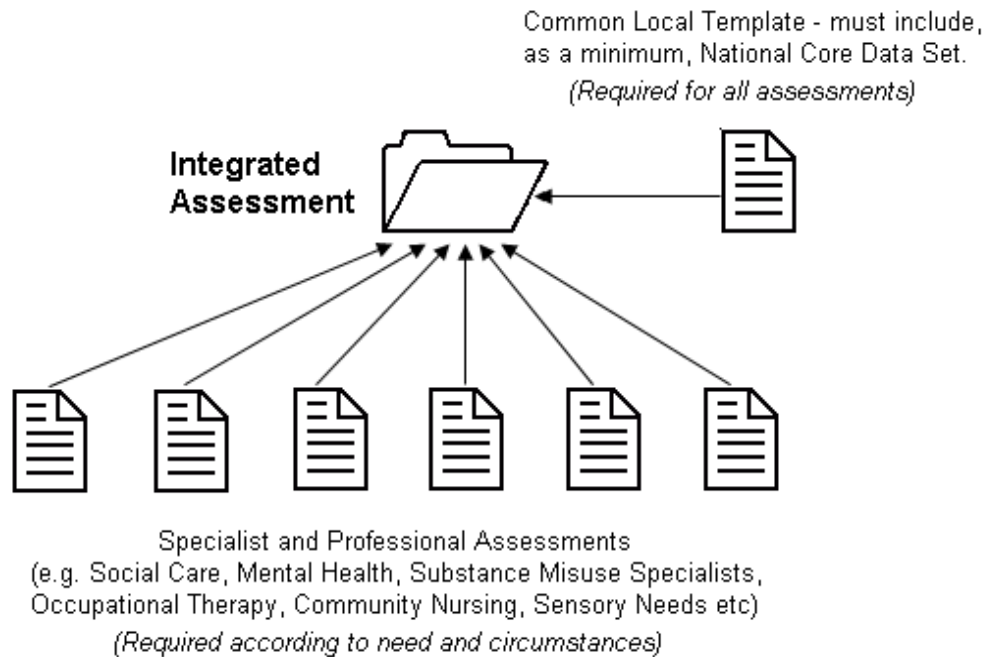 Common Local Template - must include,
as a minimum, National Core Data Set.
(Required for all assessments)
Integrated
Assessment
Specialist and Professional Assessments
(e.g. Social Care, Mental Health, Substance Misuse Specialists,
Occupational Therapy, Community Nursing, Sensory Needs etc)
(Required according to need and circumstances)